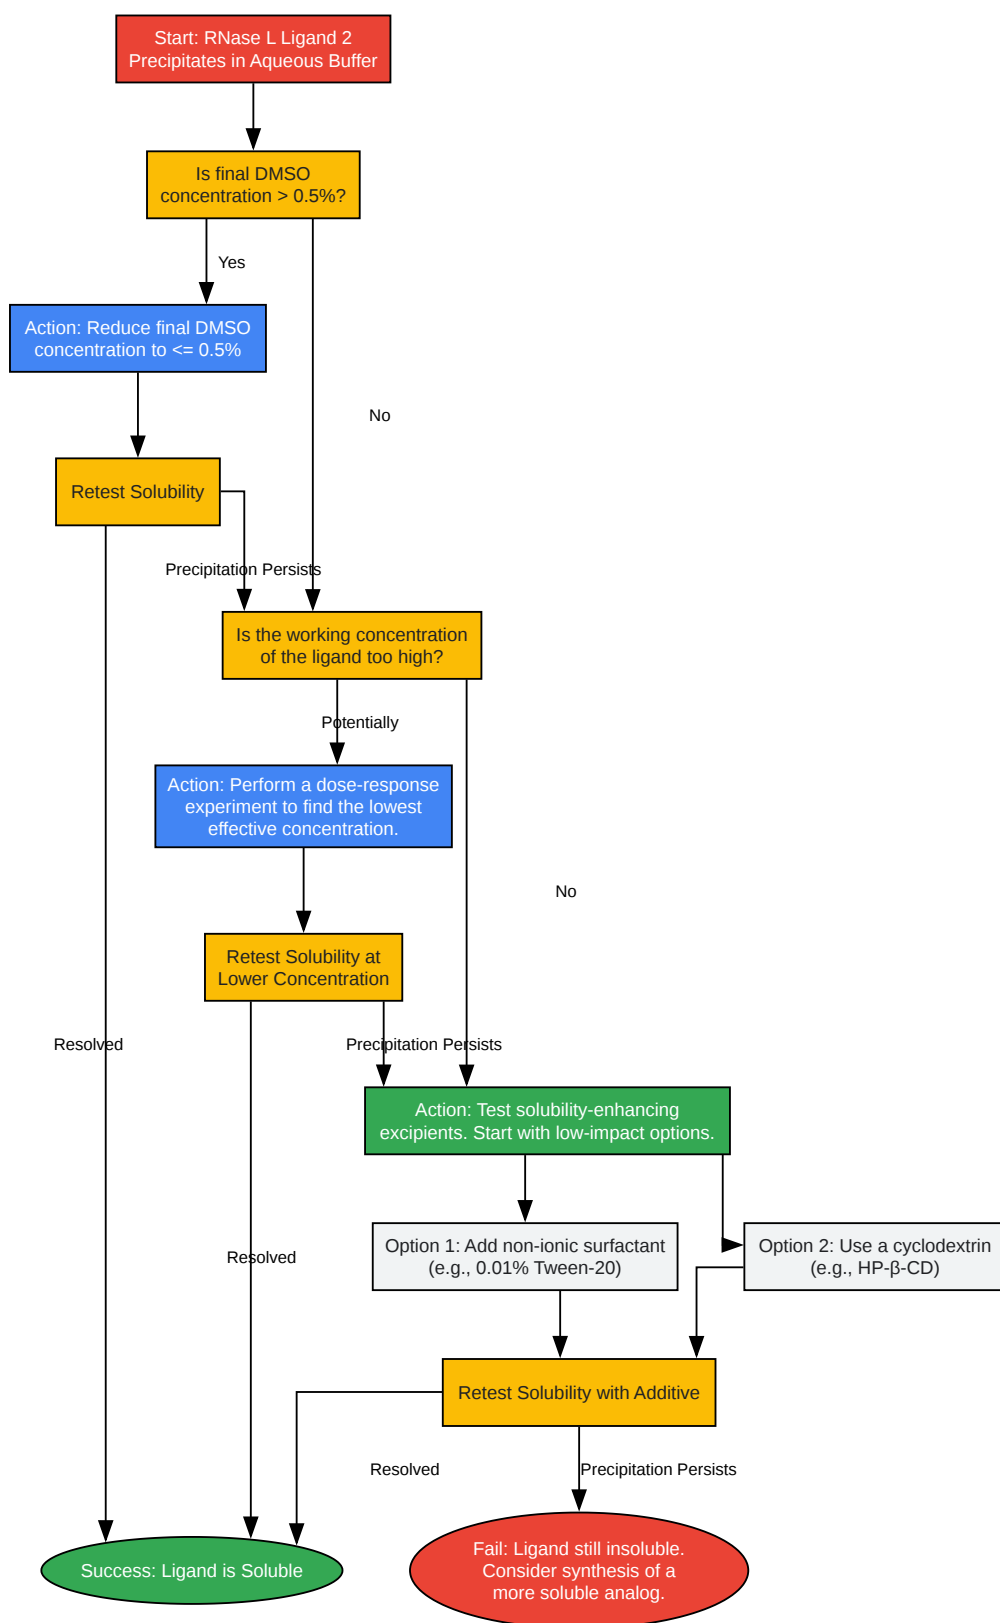 Start: RNase L Ligand 2
Precipitates in Aqueous Buffer
Is final DMSO
concentration > 0.5%?
Yes
Action: Reduce final DMSO
concentration to <= 0.5%
No
Retest Solubility
Precipitation Persists
Is the working concentration
of the ligand too high?
Potentially
Action: Perform a dose-response
experiment to find the lowest
effective concentration.
No
Retest Solubility at
Lower Concentration
Resolved
Precipitation Persists
Action: Test solubility-enhancing
excipients. Start with low-impact options.
Resolved
Option 1: Add non-ionic surfactant
(e.g., 0.01% Tween-20)
Option 2: Use a cyclodextrin
(e.g., HP-β-CD)
Retest Solubility with Additive
Resolved
Precipitation Persists
Success: Ligand is Soluble
Fail: Ligand still insoluble.
Consider synthesis of a
more soluble analog.